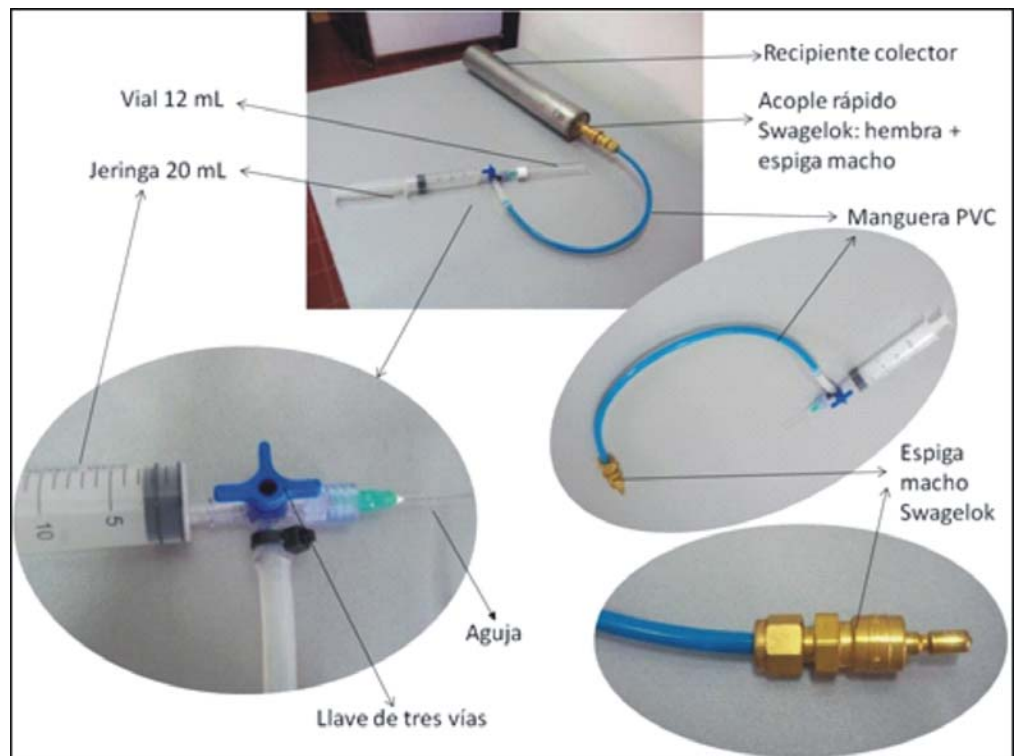 Recipiente colector
Vial 12 mL
Acople rápido
Swagelok: hembra +
espiga macho
Jeringa 20 mL
Manguera PVC
Espiga
macho
Swagelok
10
5
Aguja
Llave de tres vías